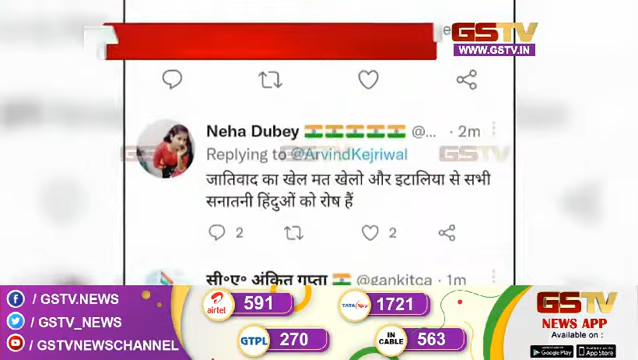 GSTV
WWW.GSTV.IN
Neha Dubey @... · 2m
Replying to @ArvindKejriwal
जातिवाद का खेल मत खेलो और इटालिया से सभी
सनातनी हिंदुओं को रोष हैं
2 2
सी॰ए॰ अंकित गुप्ता @gankitca · 1m
/ GSTV.NEWS
/ GSTV_NEWS
/ GSTVNEWSCHANNEL
airtel 591
TATA PLAY 1721
GTPL 270
IN CABLE 563
GSTV
NEWS APP
Available on :
Google Play App Store